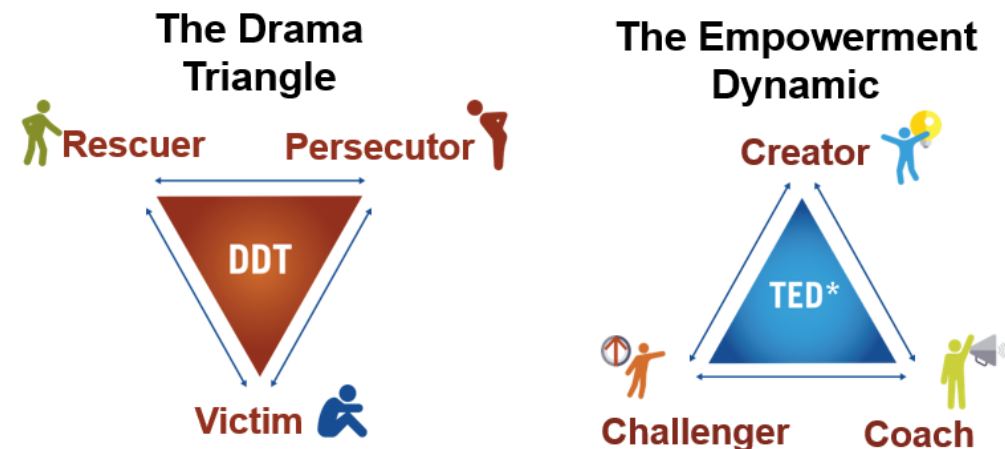 The Drama
Triangle
Rescuer
Persecutor
DDT
Victim
The Empowerment
Dynamic
Creator
TED*
Challenger
Coach